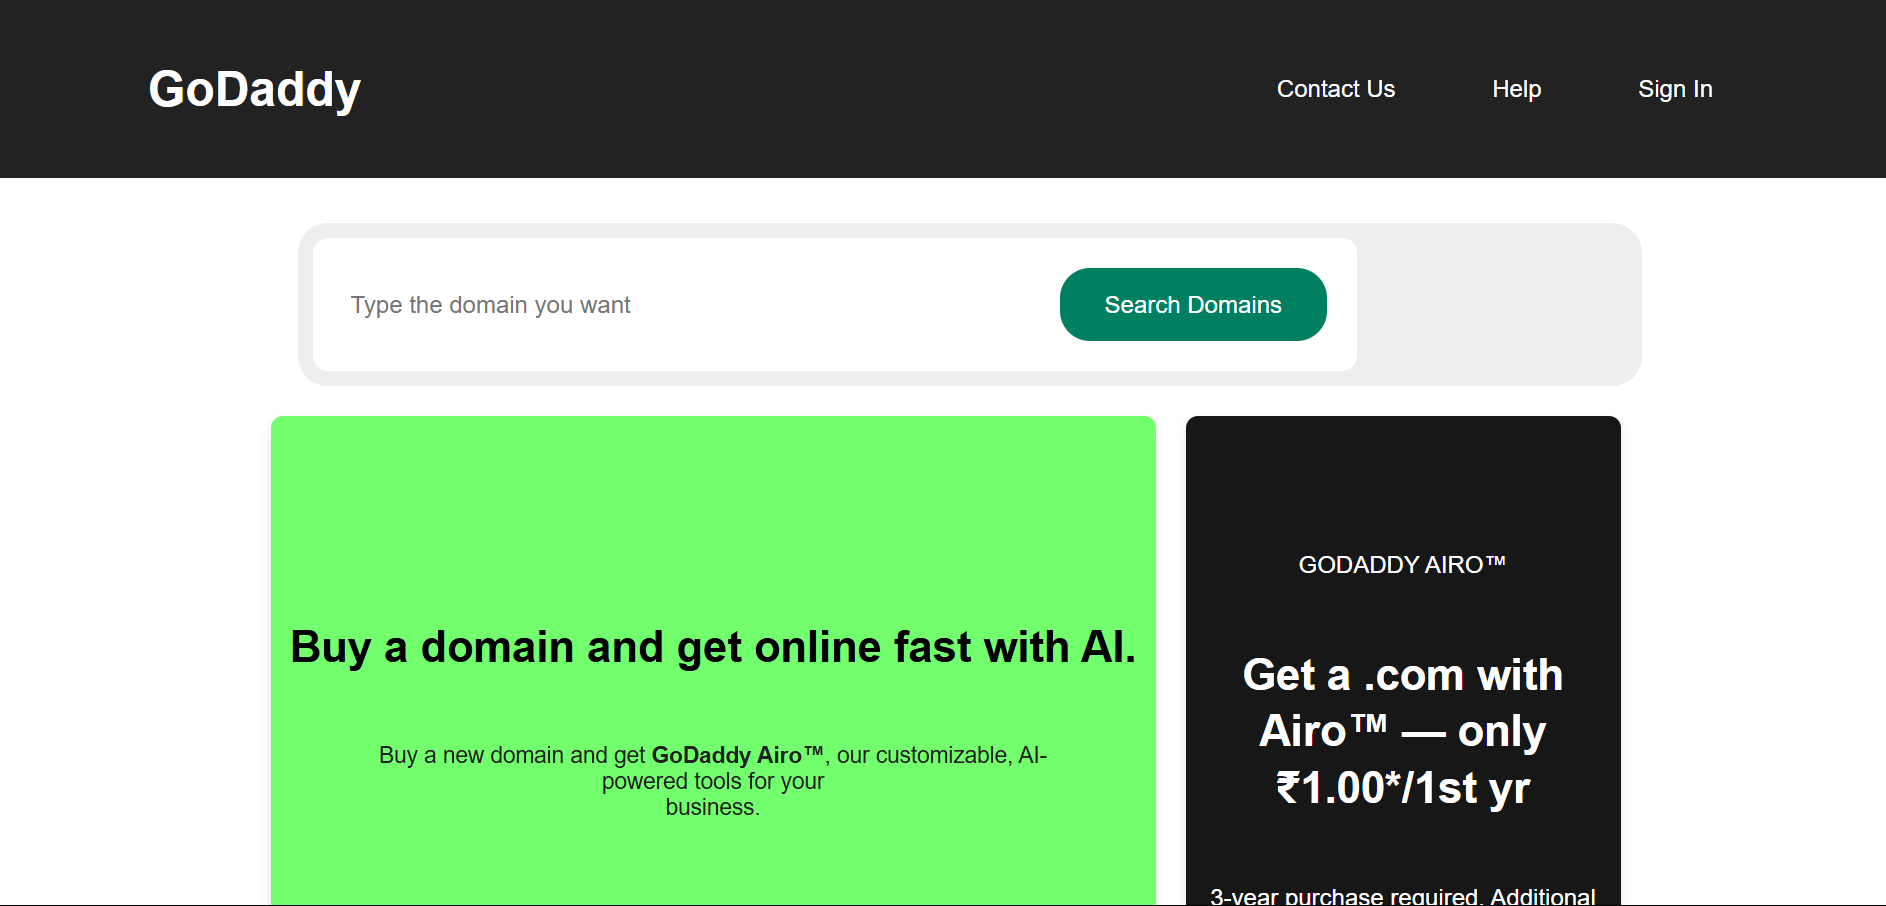 GoDaddy
Contact Us
Help
Sign In
Type the domain you want
Search Domains
Buy a domain and get online fast with AI.
Buy a new domain and get GoDaddy Airo™, our customizable, AI-
powered tools for your
business.
GODADDY AIRO™
Get a .com with
Airo™ — only
₹1.00*/1st yr
3-year purchase required. Additional